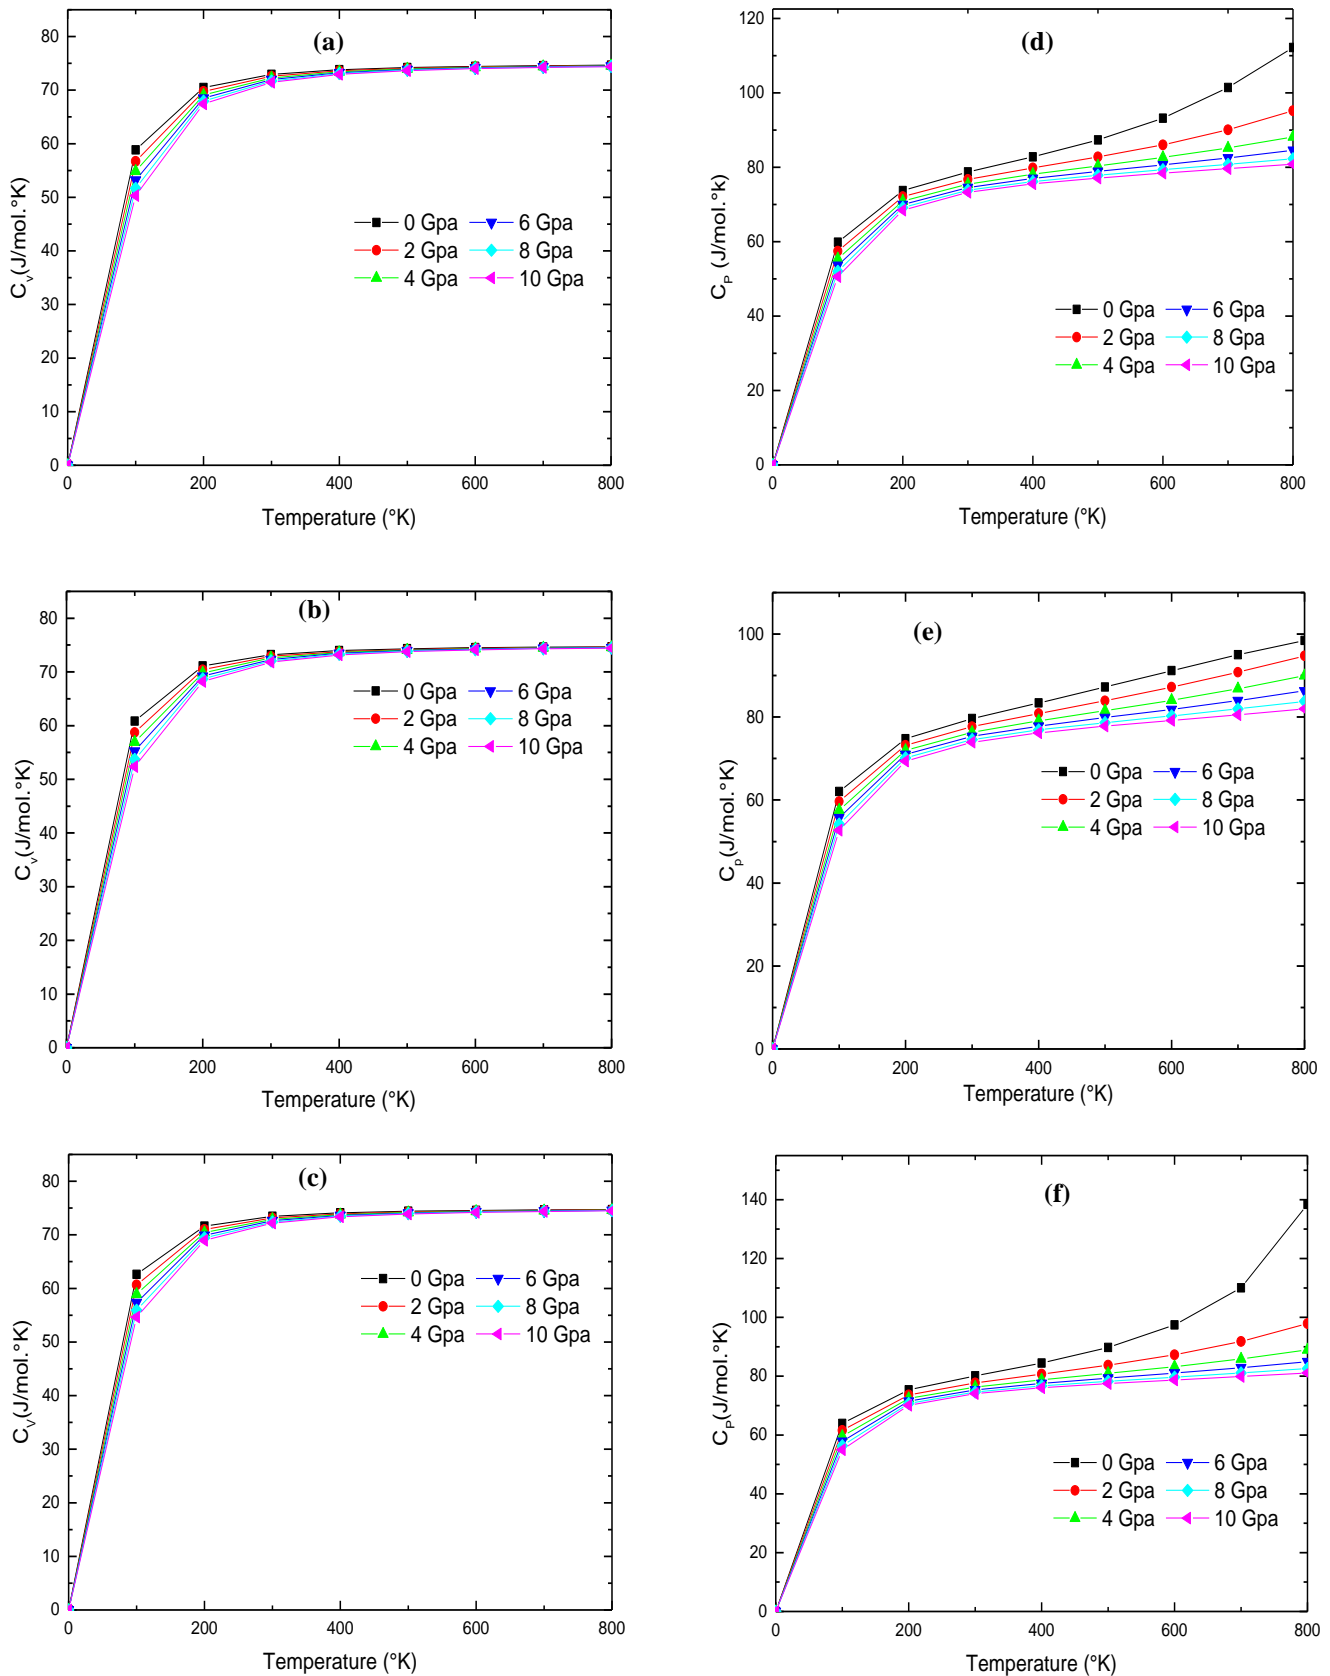 (a)
80
70
60
50
40
30
20
10
0
C_v(J/mol.°K)
0 Gpa 6 Gpa
2 Gpa 8 Gpa
4 Gpa 10 Gpa
0 200 400 600 800
Temperature (°K)
(d)
120
100
80
60
40
20
0
C_P (J/mol.°k)
0 Gpa 6 Gpa
2 Gpa 8 Gpa
4 Gpa 10 Gpa
0 200 400 600 800
Temperature (°K)
(b)
80
70
60
50
40
30
20
10
0
C_v(J/mol.°K)
0 Gpa 6 Gpa
2 Gpa 8 Gpa
4 Gpa 10 Gpa
0 200 400 600 800
Temperature (°K)
(e)
100
80
60
40
20
0
C_p(J/mol.°K)
0 Gpa 6 Gpa
2 Gpa 8 Gpa
4 Gpa 10 Gpa
0 200 400 600 800
Temperature (°K)
(c)
80
70
60
50
40
30
20
10
0
C_V(J/mol.°K)
0 Gpa 6 Gpa
2 Gpa 8 Gpa
4 Gpa 10 Gpa
0 200 400 600 800
Temperature (°K)
(f)
140
120
100
80
60
40
20
0
C_P(J/mol.°K)
0 Gpa 6 Gpa
2 Gpa 8 Gpa
4 Gpa 10 Gpa
0 200 400 600 800
Temperature (°K)